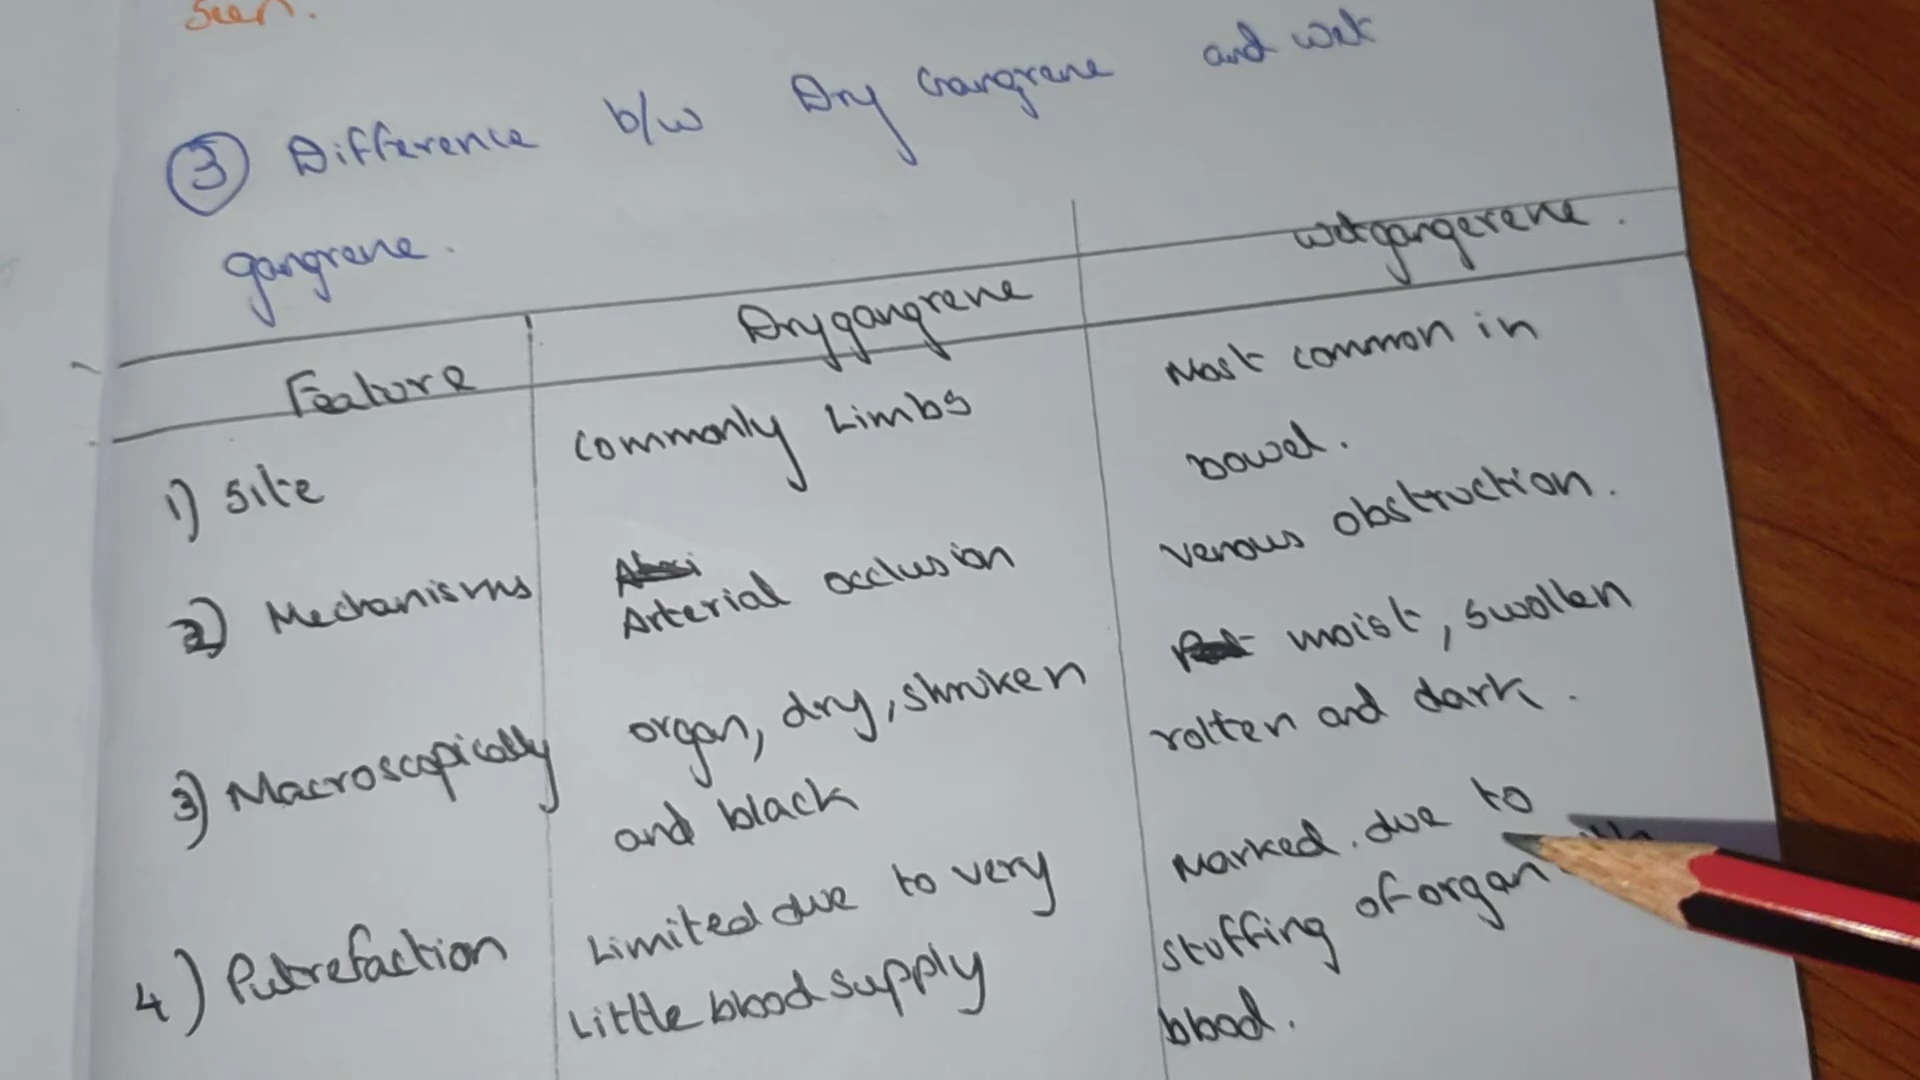 seen.
③ Difference b/w Dry Gangrene and wet
gangrene.
Feature Drygangrene wetgangerene.
1) site commonly Limbs Most common in
bowel.
2) Mechanisms Arterial occlusion venous obstruction.
3) Macroscopically organ, dry, shruken moist, swollen
and black rotten and dark.
4) Putrefaction Limited due to very Marked. due to
Little blood supply stuffing of organ
blood.